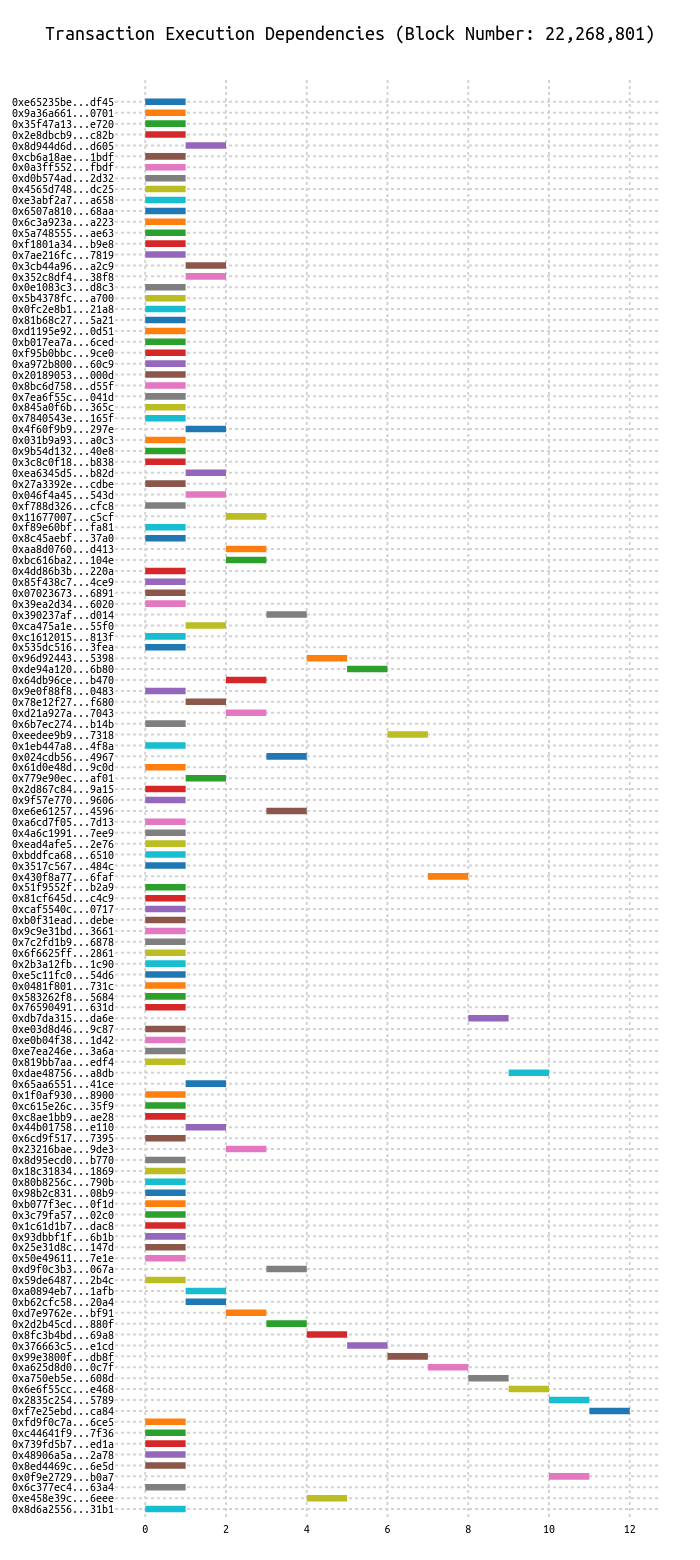 Transaction Execution Dependencies (Block Number: 22,268,801)
0xe65235be...df45
0x9a36a661...0701
0x35f47a13...e720
0x2e8dbcb9...c82b
0x8d944d6d...d605
0xcb6a18ae...1bdf
0x0a3ff552...fbdf
0xd0b574ad...2d32
0x4565d748...dc25
0xe3abf2a7...a658
0x6507a810...68aa
0x6c3a923a...a223
0x5a748555...ae63
0xf1801a34...b9e8
0x7ae216fc...7819
0x3cb44a96...a2c9
0x352c8df4...38f8
0x0e1083c3...d8c3
0x5b4378fc...a700
0x0fc2e8b1...21a8
0x81b68c27...5a21
0xd1195e92...0d51
0xb017ea7a...6ced
0xf95b0bbc...9ce0
0xa972b800...60c9
0x20189053...000d
0x8bc6d758...d55f
0x7ea6f55c...041d
0x845a0f6b...365c
0x7840543e...165f
0x4f60f9b9...297e
0x031b9a93...a0c3
0x9b54d132...40e8
0x3c8c0f18...b838
0xea6345d5...b82d
0x27a3392e...cdbe
0x046f4a45...543d
0xf788d326...cfc8
0x11677007...c5cf
0xf89e60bf...fa81
0x8c45aebf...37a0
0xaa8d0760...d413
0xbc616ba2...104e
0x4dd86b3b...220a
0x85f438c7...4ce9
0x07023673...6891
0x39ea2d34...6020
0x390237af...d014
0xca475a1e...55f0
0xc1612015...813f
0x535dc516...3fea
0x96d92443...5398
0xde94a120...6b80
0x64db96ce...b470
0x9e0f88f8...0483
0x78e12f27...f680
0xd21a927a...7043
0x6b7ec274...b14b
0xeedee9b9...7318
0x1eb447a8...4f8a
0x024cdb56...4967
0x61d0e48d...9c0d
0x779e90ec...af01
0x2d867c84...9a15
0x9f57e770...9606
0xe6e61257...4596
0xa6cd7f05...7d13
0x4a6c1991...7ee9
0xead4afe5...2e76
0xbddfca68...6510
0x3517c567...484c
0x430f8a77...6faf
0x51f9552f...b2a9
0x81cf645d...c4c9
0xcaf5540c...0717
0xb0f31ead...debe
0x9c9e31bd...3661
0x7c2fd1b9...6878
0x6f6625ff...2861
0x2b3a12fb...1c90
0xe5c11fc0...54d6
0x0481f801...731c
0x583262f8...5684
0x76590491...631d
0xdb7da315...da6e
0xe03d8d46...9c87
0xe0b04f38...1d42
0xe7ea246e...3a6a
0x819bb7aa...edf4
0xdae48756...a8db
0x65aa6551...41ce
0x1f0af930...8900
0xc615e26c...35f9
0xc8ae1bb9...ae28
0x44b01758...e110
0x6cd9f517...7395
0x23216bae...9de3
0x8d95ecd0...b770
0x18c31834...1869
0x80b8256c...790b
0x98b2c831...08b9
0xb077f3ec...0f1d
0x3c79fa57...02c0
0x1c61d1b7...dac8
0x93dbbf1f...6b1b
0x25e31d8c...147d
0x50e49611...7e1e
0xd9f0c3b3...067a
0x59de6487...2b4c
0xa0894eb7...1afb
0xb62cfc58...20a4
0xd7e9762e...bf91
0x2d2b45cd...880f
0x8fc3b4bd...69a8
0x376663c5...e1cd
0x99e3800f...db8f
0xa625d8d0...0c7f
0xa750eb5e...608d
0x6e6f55cc...e468
0x2835c254...5789
0xf7e25ebd...ca84
0xfd9f0c7a...6ce5
0xc44641f9...7f36
0x739fd5b7...ed1a
0x48906a5a...2a78
0x8ed4469c...6e5d
0x0f9e2729...b0a7
0x6c377ec4...63a4
0xe458e39c...6eee
0x8d6a2556...31b1
0 2 4 6 8 10 12